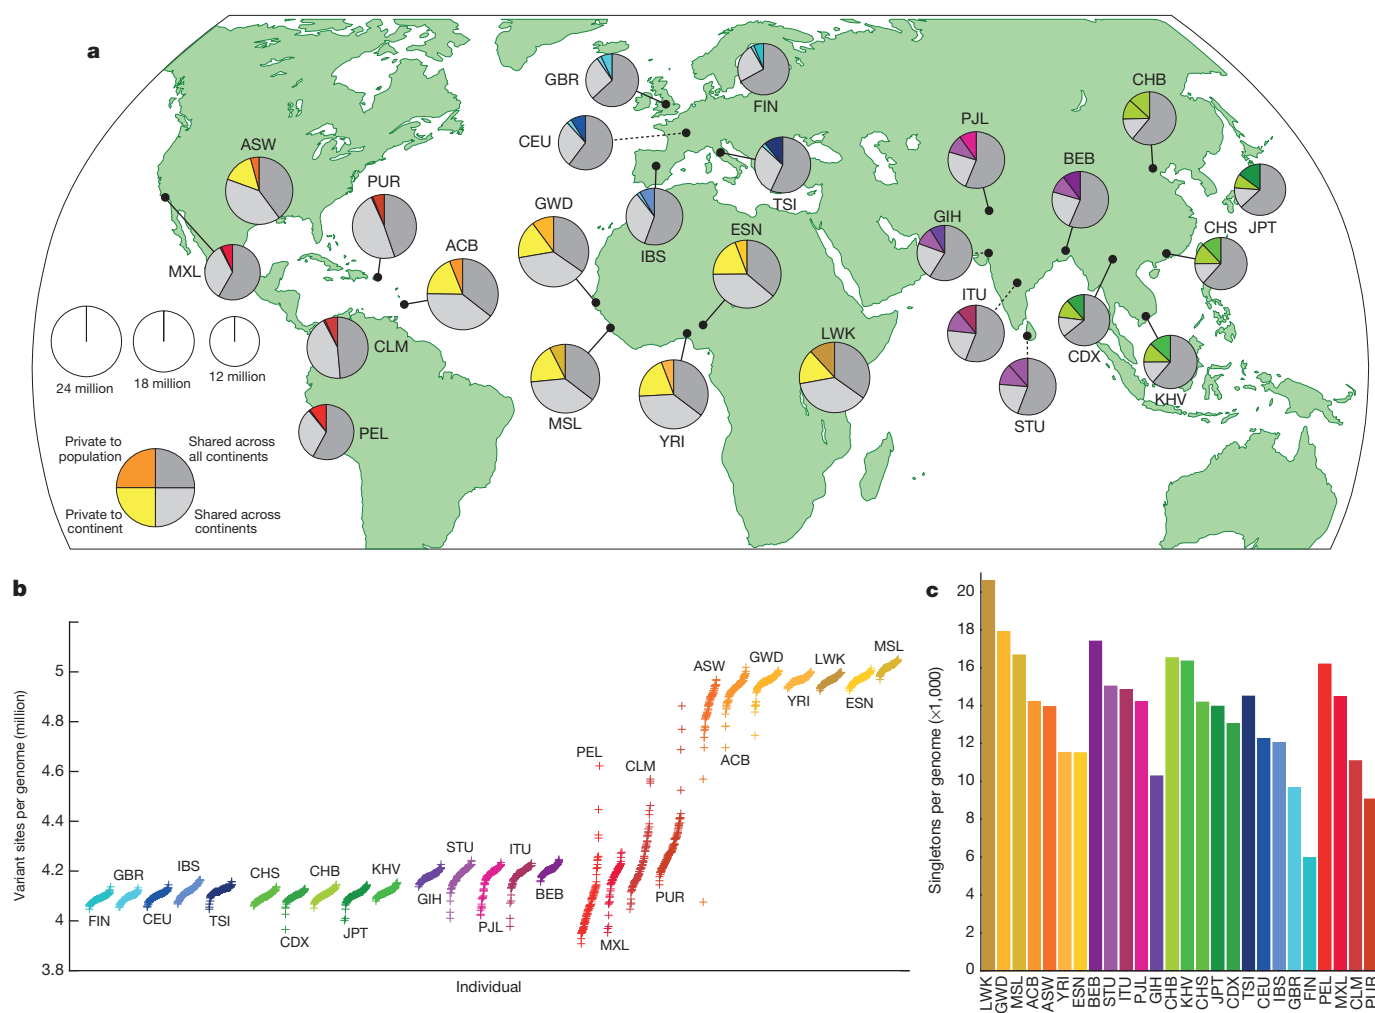 a
GBR
FIN
CHB
CEU
PJL
ASW
BEB
PUR
TSI
JPT
GWD
ESN
GIH
CHS
ACB
IBS
MXL
ITU
LWK
CDX
CLM
KHV
24 million
18 million
12 million
MSL
YRI
STU
PEL
Private to
population
Shared across
all continents
Private to
continent
Shared across
continents
b
Variant sites per genome (million)
5
4.8
4.6
4.4
4.2
4
3.8
FIN
GBR
CEU
IBS
TSI
CHS
CDX
CHB
JPT
KHV
GIH
STU
PJL
ITU
BEB
PEL
MXL
CLM
PUR
ASW
ACB
GWD
YRI
LWK
ESN
MSL
Individual
c
Singletons per genome (×1,000)
20
18
16
14
12
10
8
6
4
2
0
LWK
GWD
MSL
ACB
ASW
YRI
ESN
BEB
STU
ITU
PJL
GIH
CHB
KHV
CHS
JPT
CDX
TSI
CEU
IBS
GBR
FIN
PEL
MXL
CLM
PUR